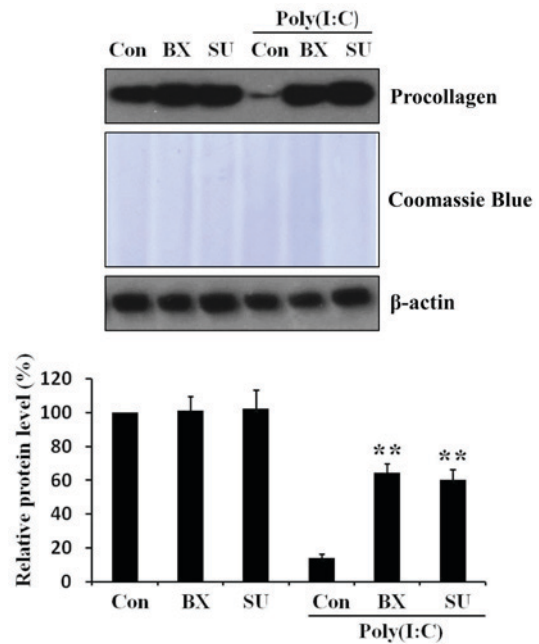 Poly(I:C)
Con BX SU Con BX SU
Procollagen
Coomassie Blue
β-actin
Relative protein level (%)
120
100
80
60
40
20
0
** **
Con BX SU Con BX SU
Poly(I:C)